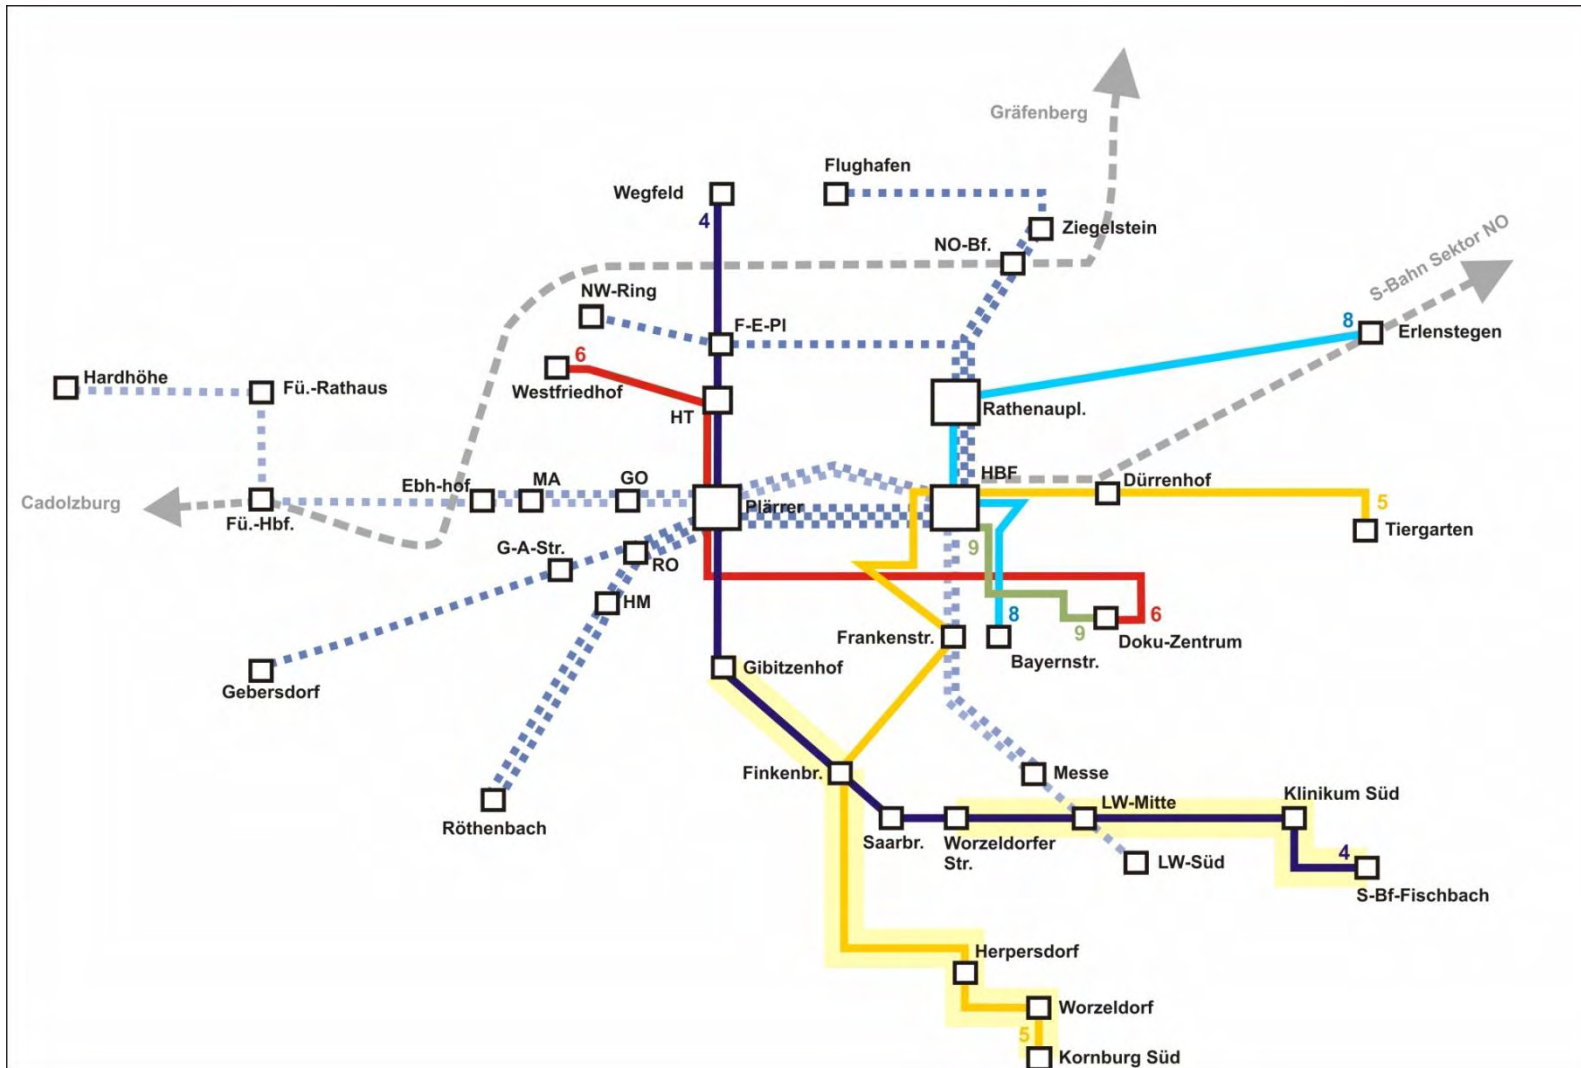 Gräfenberg
Flughafen
Wegfeld
4
Ziegelstein
NO-Bf.
S-Bahn Sektor NO
NW-Ring
F-E-Pl
8
Erlenstegen
6
Westfriedhof
Hardhöhe
Fü.-Rathaus
HT
Rathenaupl.
HBF
Dürrenhof
Ebh-hof
MA
GO
Cadolzburg
Fü.-Hbf.
Plärrer
5
Tiergarten
G-A-Str.
RO
9
HM
8
9
6
Frankenstr.
Bayernstr.
Doku-Zentrum
Gibitzenhof
Gebersdorf
Finkenbr.
Messe
Röthenbach
LW-Mitte
Klinikum Süd
Saarbr.
Worzeldorfer
Str.
LW-Süd
4
S-Bf-Fischbach
Herpersdorf
Worzeldorf
5
Kornburg Süd